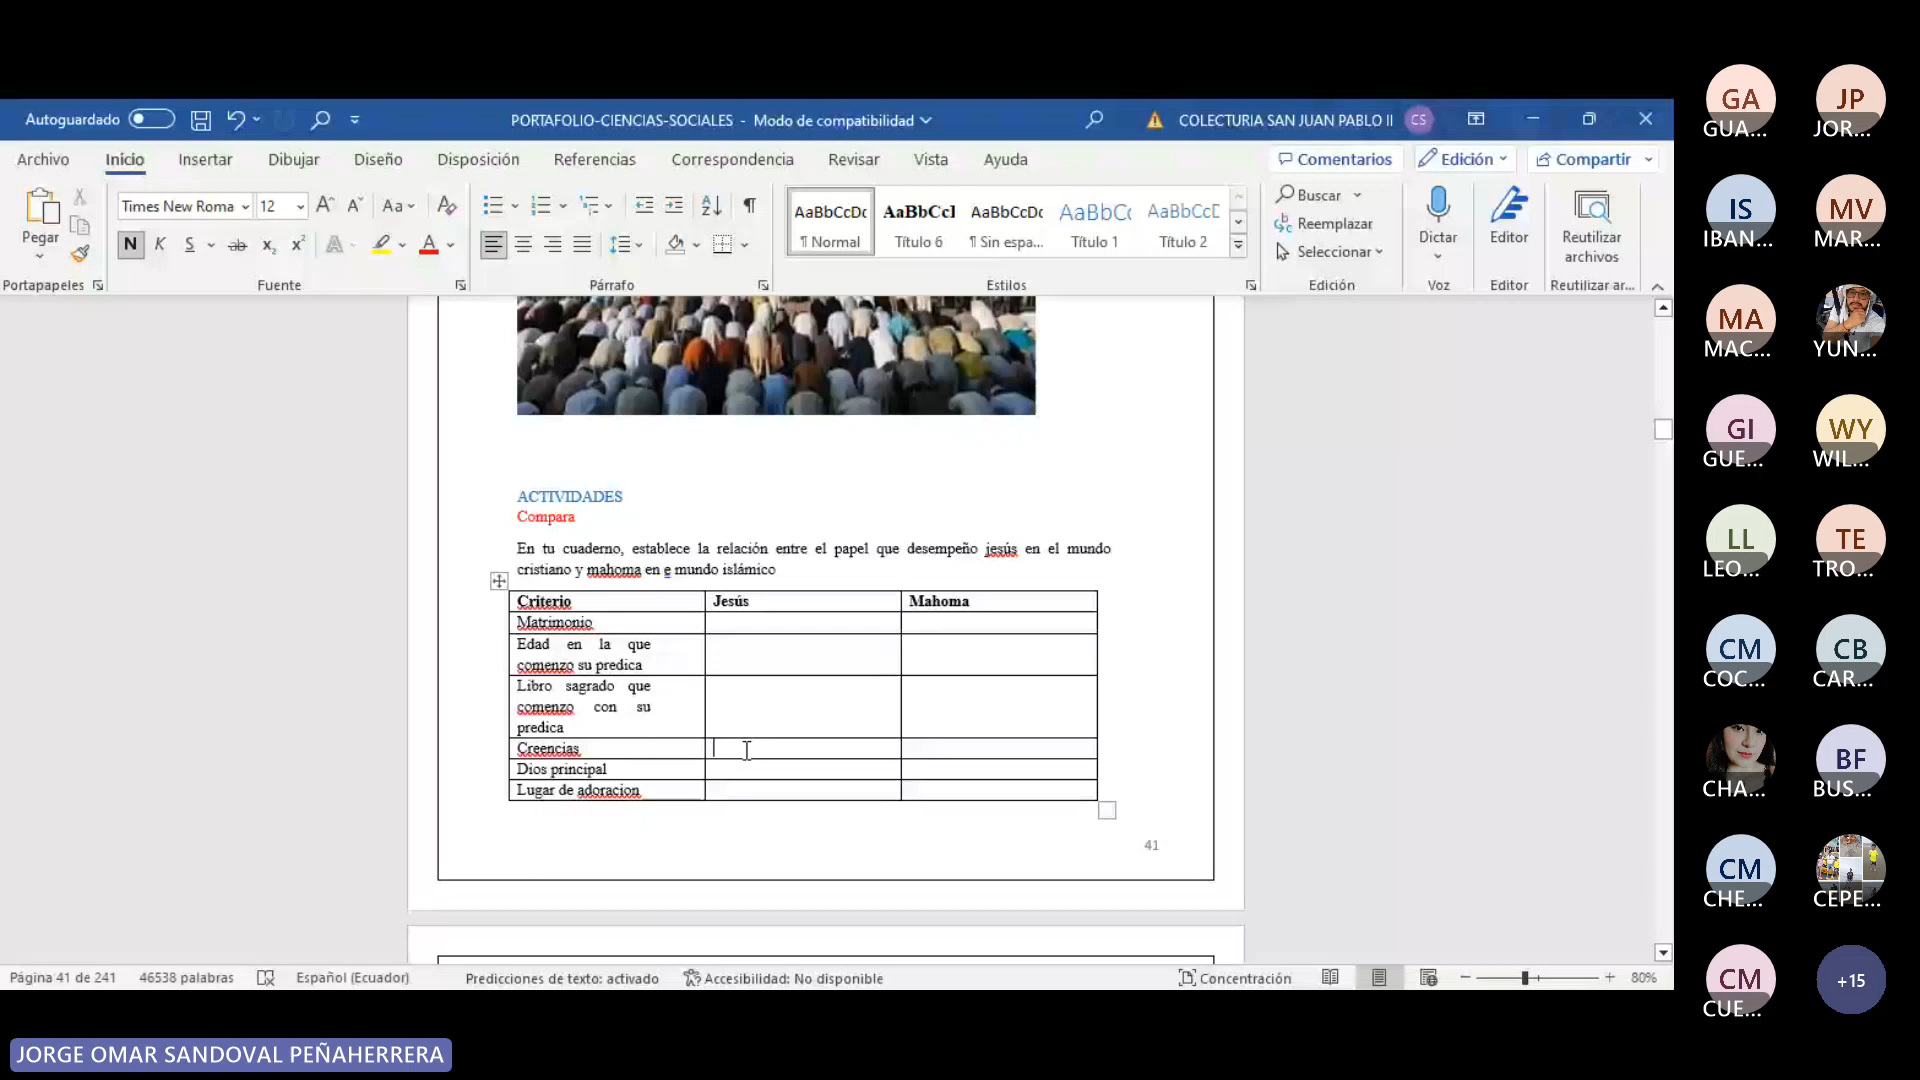 GA
GUA...
JP
JOR...
Autoguardado
PORTAFOLIO-CIENCIAS-SOCIALES - Modo de compatibilidad
COLECTURIA SAN JUAN PABLO II
CS
Archivo
Inicio
Insertar
Dibujar
Diseño
Disposición
Referencias
Correspondencia
Revisar
Vista
Ayuda
Comentarios
Edición
Compartir
Pegar
Times New Roma
12
Aa
N K S ab x₂ x²
A
A
AaBbCcDc
¶ Normal
AaBbCcI
Título 6
AaBbCcDc
¶ Sin espa...
AaBbCc
Título 1
AaBbCcD
Título 2
Buscar
Reemplazar
Seleccionar
Dictar
Editor
Reutilizar
archivos
Portapapeles
Fuente
Párrafo
Estilos
Edición
Voz
Editor
Reutilizar ar...
IS
IBAN...
MV
MAR...
MA
MAC...
YUN...
GI
GUE...
WY
WIL...
LL
LEO...
TE
TRO...
CM
COC...
CB
CAR...
CHA...
BF
BUS...
CM
CHE...
CEPE...
CM
CUE...
+15
ACTIVIDADES
Compara
En tu cuaderno, establece la relación entre el papel que desempeño jesús en el mundo
cristiano y mahoma en e mundo islámico
Criterio Jesús Mahoma
Matrimonio
Edad en la que
comenzo su predica
Libro sagrado que
comenzo con su
predica
Creencias
Dios principal
Lugar de adoracion
41
Página 41 de 241
46538 palabras
Español (Ecuador)
Predicciones de texto: activado
Accesibilidad: No disponible
Concentración
80%
JORGE OMAR SANDOVAL PEÑAHERRERA